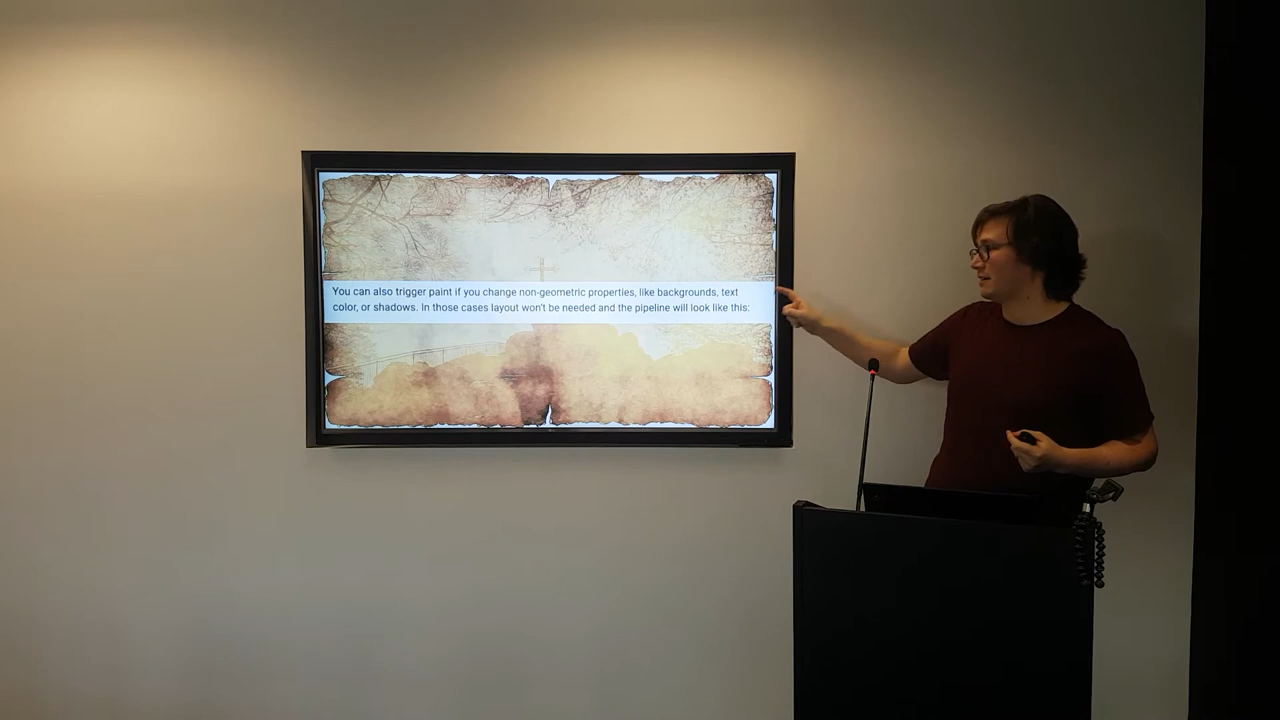 You can also trigger paint if you change non-geometric properties, like backgrounds, text
color, or shadows. In those cases layout won't be needed and the pipeline will look like this: